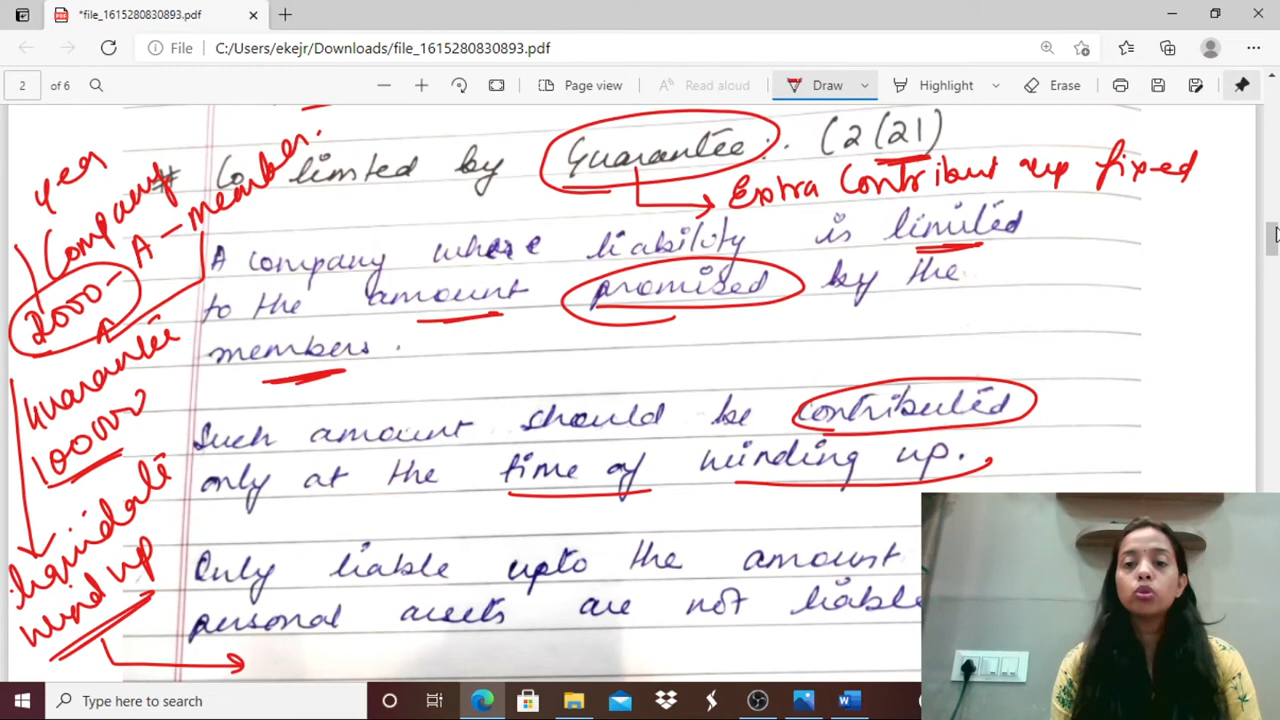 *file_1615280830893.pdf
File C:/Users/ekejr/Downloads/file_1615280830893.pdf
2 of 6 Page view Read aloud Draw Highlight Erase
# Co limited by Guarantee:. (2(21)
Extra Contribut up fixed
A company where liability is limited
to the amount promised by the
members.
Such amount should be contributed
only at the time of winding up.
Only liable upto the amount
personal assets are not liable
year
Company
A - member.
2000-
A
Guarantee
10000
liquidate
wind up
Type here to search